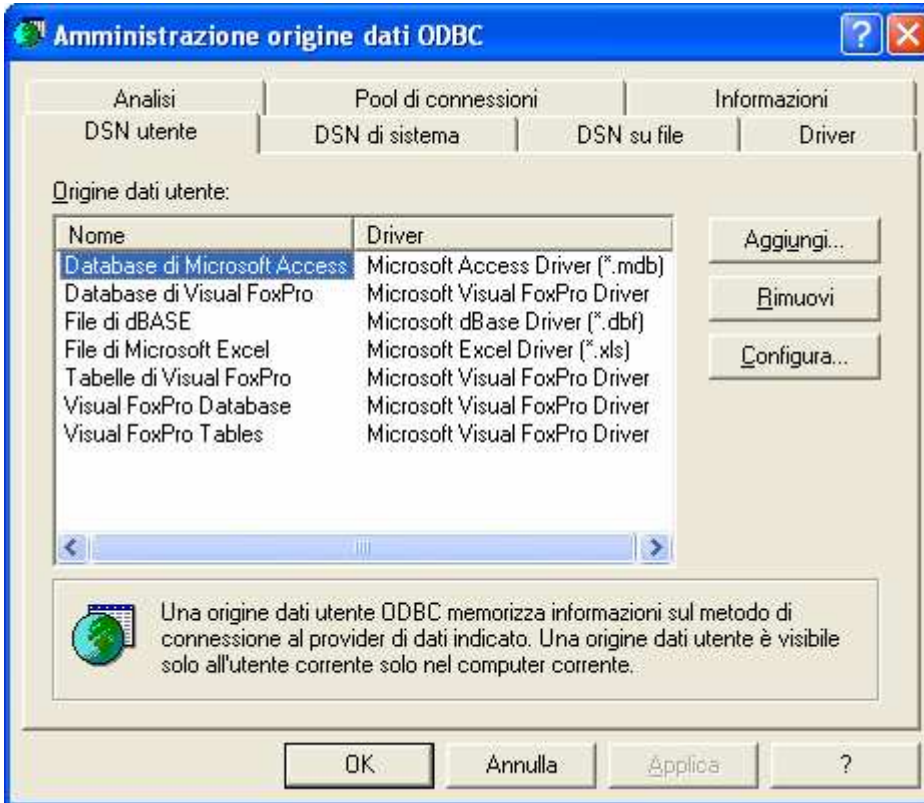 Amministrazione origine dati ODBC
Analisi Pool di connessioni Informazioni
DSN utente DSN di sistema DSN su file Driver
Origine dati utente:
Nome Driver
Database di Microsoft Access Microsoft Access Driver (*.mdb)
Database di Visual FoxPro Microsoft Visual FoxPro Driver
File di dBASE Microsoft dBase Driver (*.dbf)
File di Microsoft Excel Microsoft Excel Driver (*.xls)
Tabelle di Visual FoxPro Microsoft Visual FoxPro Driver
Visual FoxPro Database Microsoft Visual FoxPro Driver
Visual FoxPro Tables Microsoft Visual FoxPro Driver
Aggiungi...
Rimuovi
Configura...
Una origine dati utente ODBC memorizza informazioni sul metodo di
connessione al provider di dati indicato. Una origine dati utente è visibile
solo all'utente corrente solo nel computer corrente.
OK Annulla Applica ?